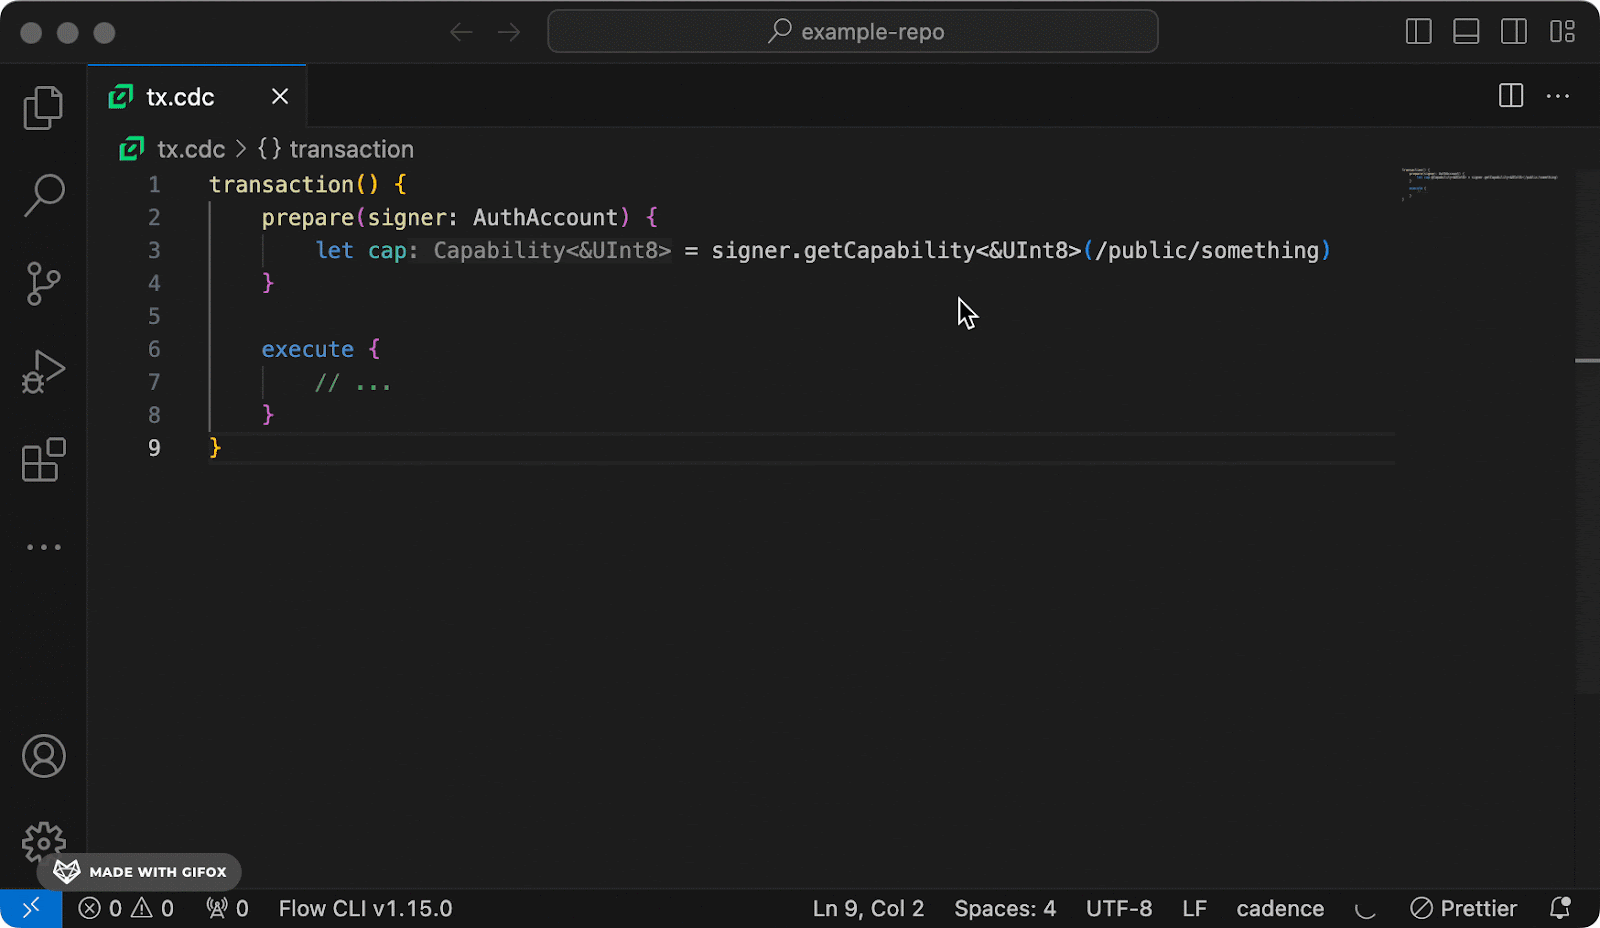 example-repo
tx.cdc
tx.cdc > {} transaction
1 transaction() {
2 prepare(signer: AuthAccount) {
3 let cap: Capability<&UInt8> = signer.getCapability<&UInt8>(/public/something)
4 }
5
6 execute {
7 // ...
8 }
9 }
MADE WITH GIFOX
0 0 0 Flow CLI v1.15.0 Ln 9, Col 2 Spaces: 4 UTF-8 LF cadence Prettier